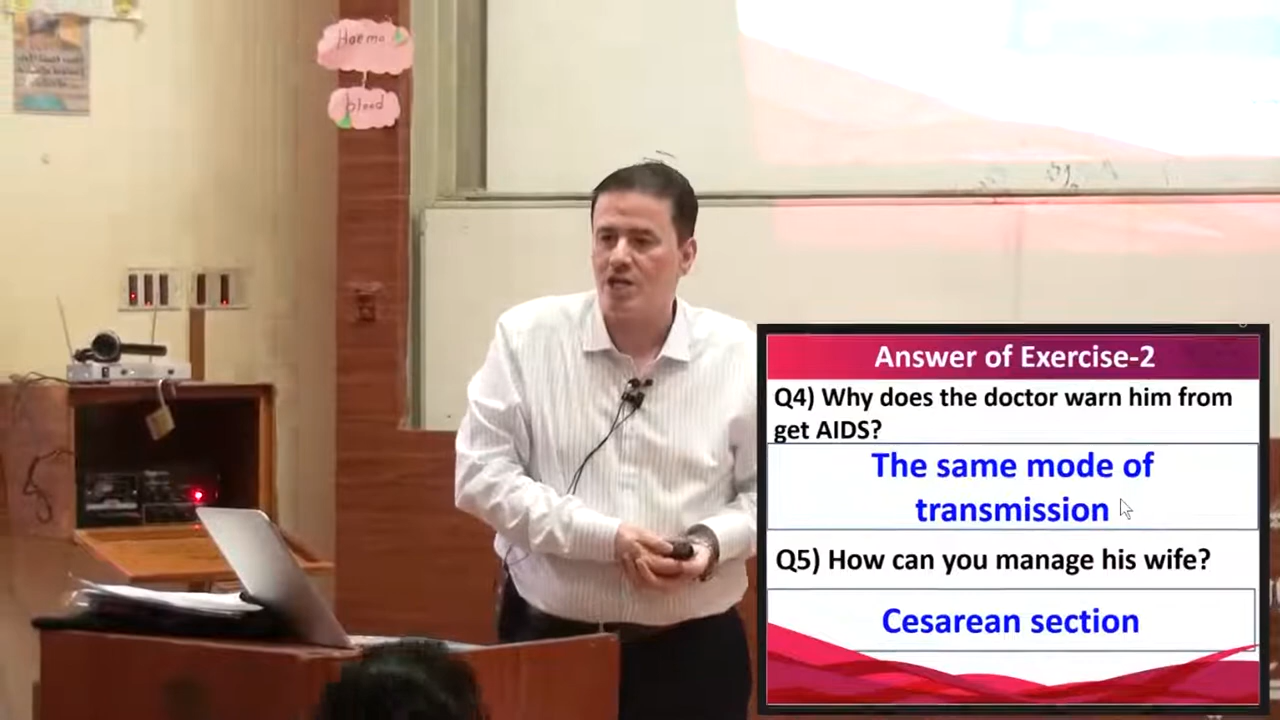 Haemo
blood
Answer of Exercise-2
Q4) Why does the doctor warn him from
get AIDS?
The same mode of
transmission
Q5) How can you manage his wife?
Cesarean section